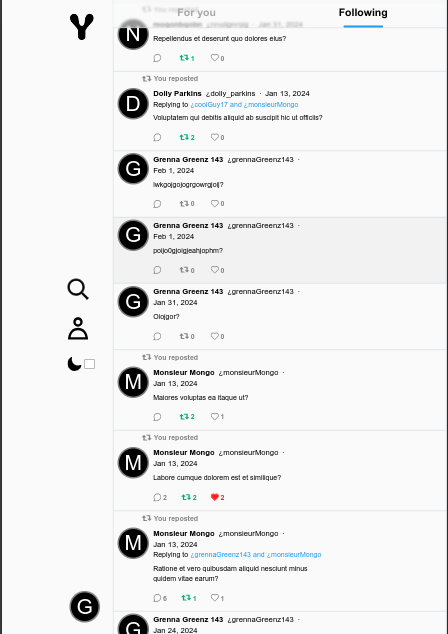 You reposted
For you
Following
mogonbopbn ¿mudgerpg · Jan 31, 2024
N
Repellendus et deserunt quo dolores eius?
1 0
You reposted
D
Dolly Parkins ¿dolly_parkins · Jan 13, 2024
Replying to ¿coolGuy17 and ¿monsieurMongo
Voluptatem qui debitis aliquid ab suscipit hic ut officiis?
2 0
G
Grenna Greenz 143 ¿grennaGreenz143 ·
Feb 1, 2024
iwkgojgojogrgowrgjoij?
0 0
G
Grenna Greenz 143 ¿grennaGreenz143 ·
Feb 1, 2024
poijo0gjoigjeahjophm?
0 0
G
Grenna Greenz 143 ¿grennaGreenz143 ·
Jan 31, 2024
Oiojgor?
0 0
You reposted
M
Monsieur Mongo ¿monsieurMongo ·
Jan 13, 2024
Maiores voluptas ea itaque ut?
2 1
You reposted
M
Monsieur Mongo ¿monsieurMongo ·
Jan 13, 2024
Labore cumque dolorem est et similique?
2 2 2
You reposted
M
Monsieur Mongo ¿monsieurMongo ·
Jan 13, 2024
Replying to ¿grennaGreenz143 and ¿monsieurMongo
Ratione et vero quibusdam aliquid nesciunt minus
quidem vitae earum?
6 1 1
G
G
Grenna Greenz 143 ¿grennaGreenz143 ·
Jan 24, 2024